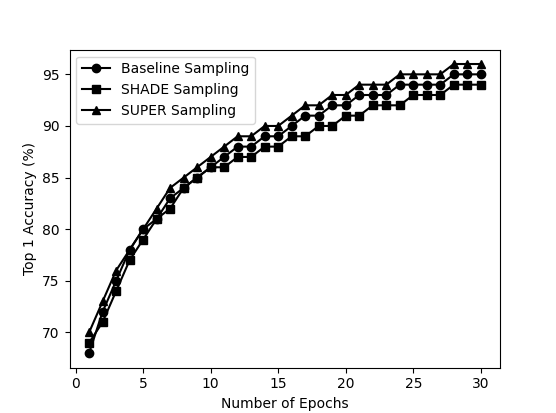 Baseline Sampling
SHADE Sampling
SUPER Sampling
95
90
85
80
75
70
Top 1 Accuracy (%)
0 5 10 15 20 25 30
Number of Epochs